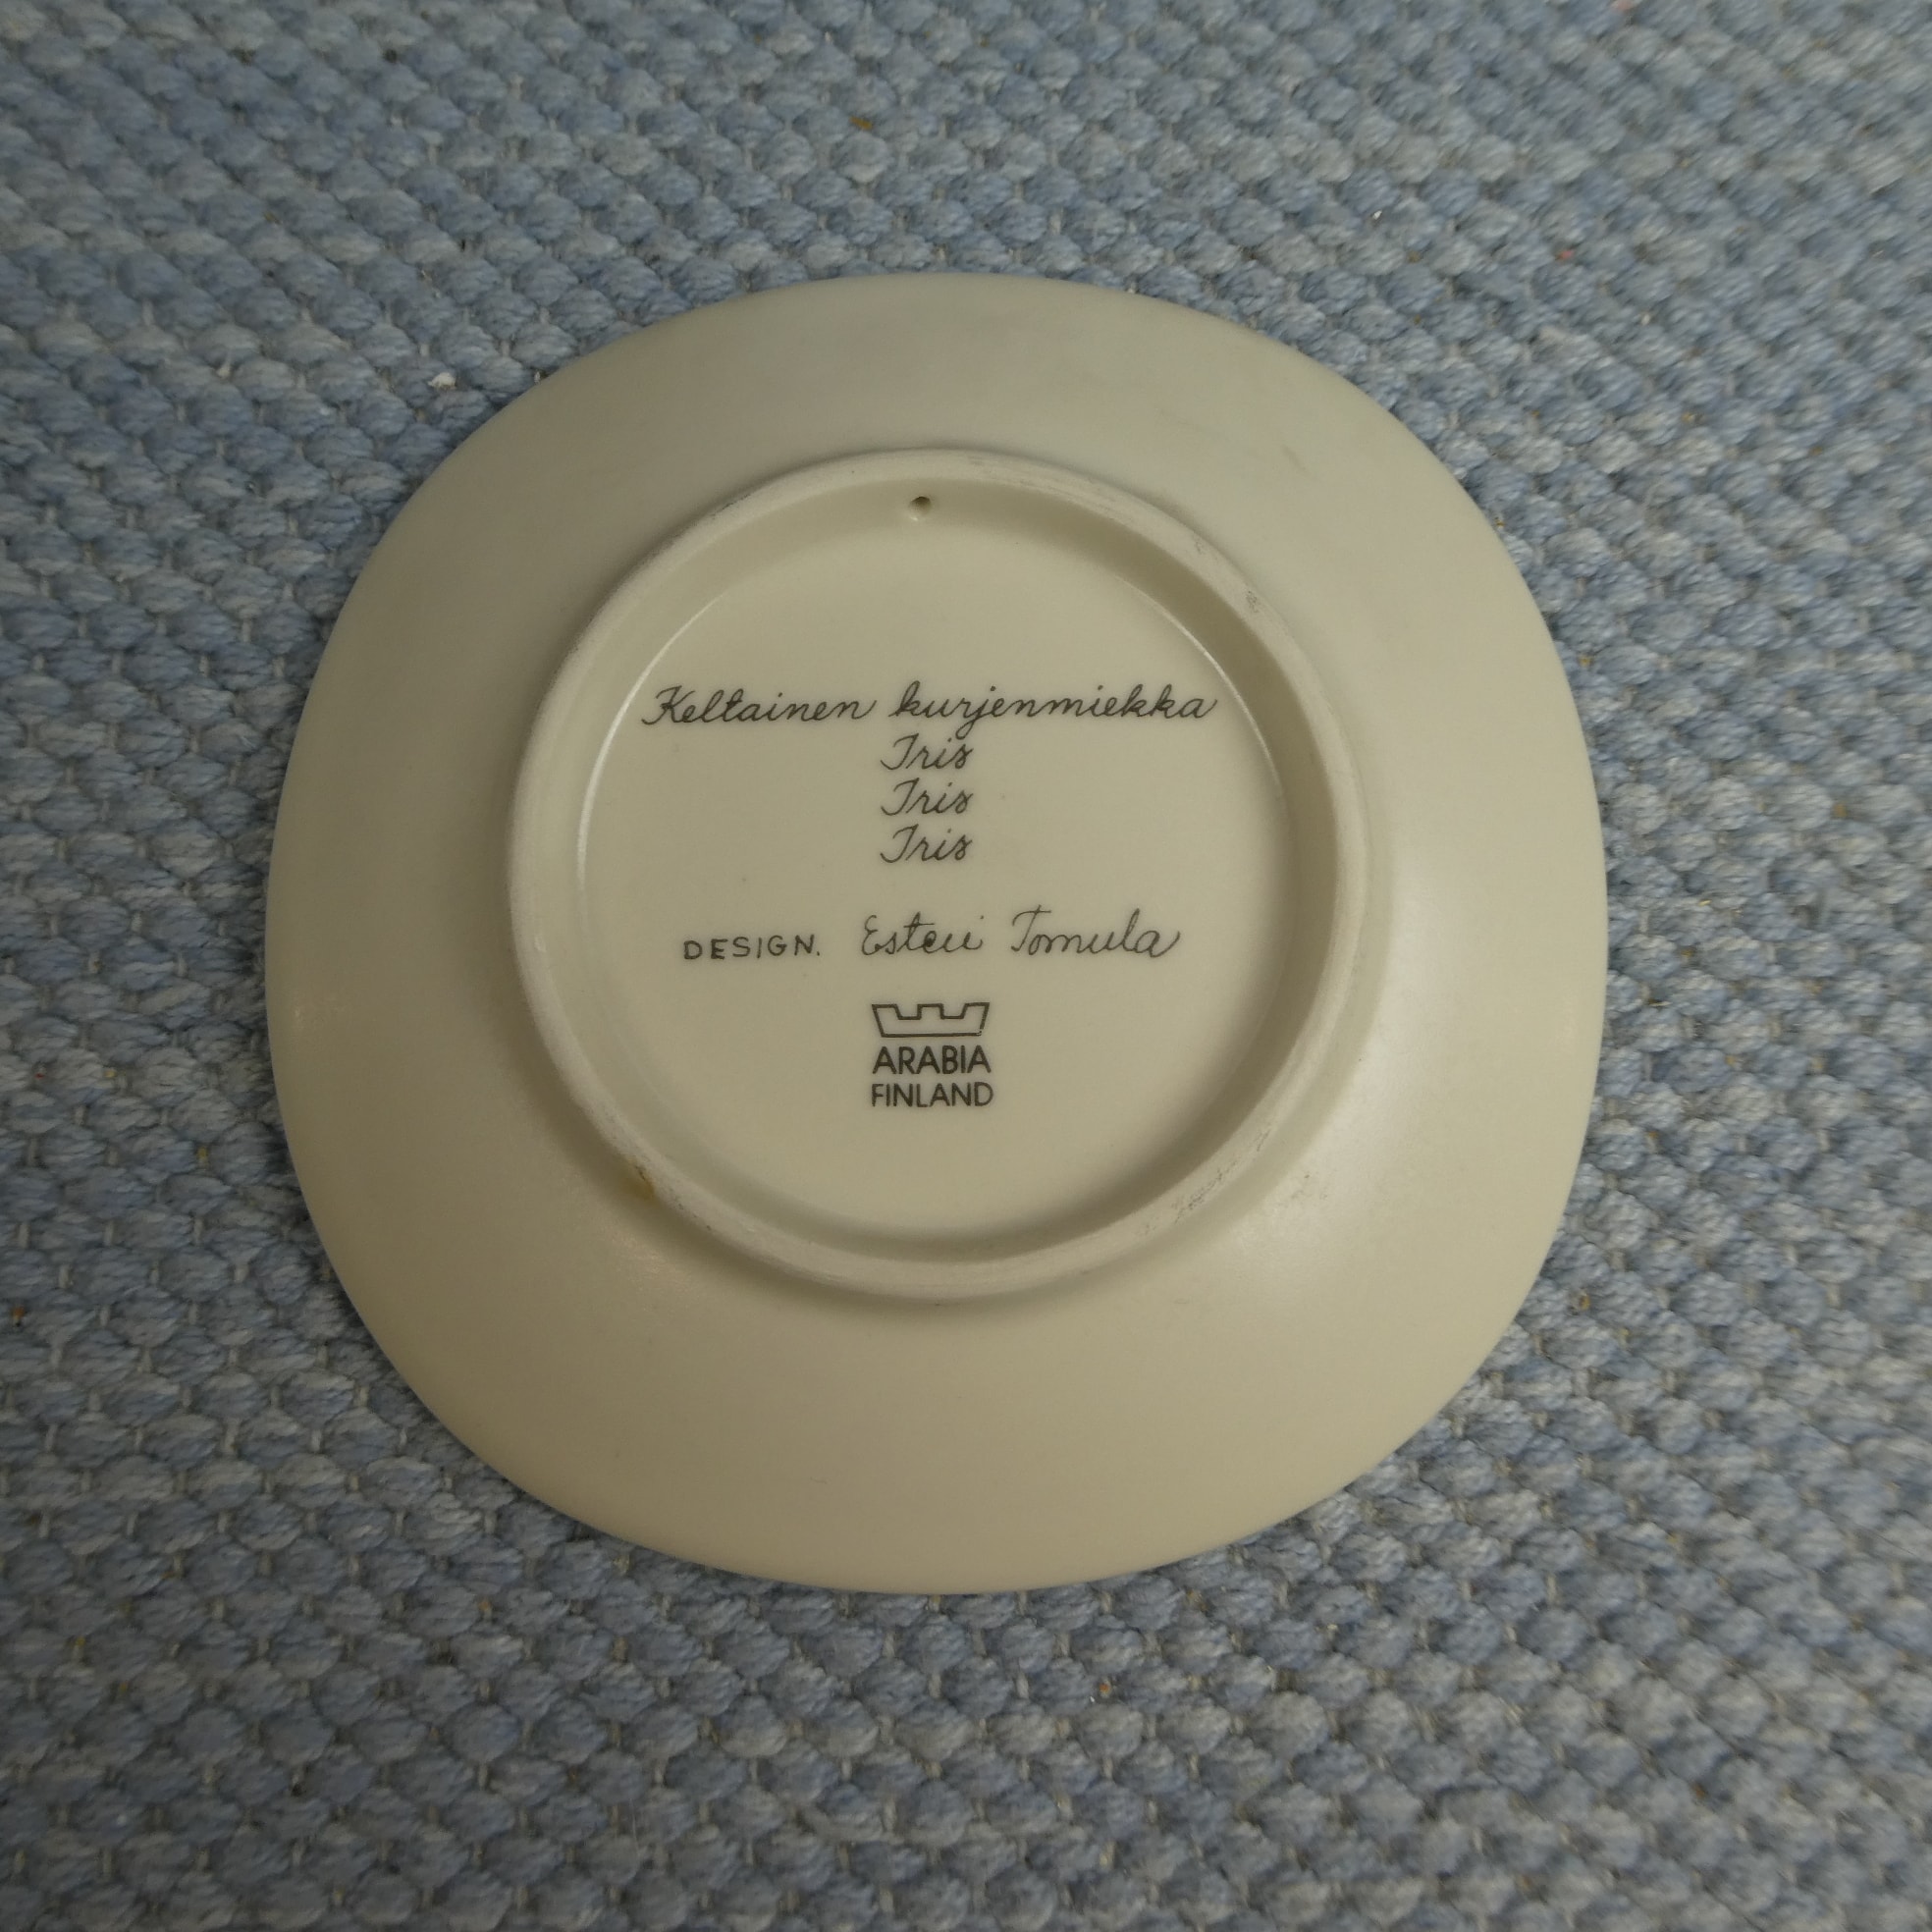 Keltainen kurjenmiekka
Iris
Iris
Iris
DESIGN. Esteri Tomula
ARABIA
FINLAND